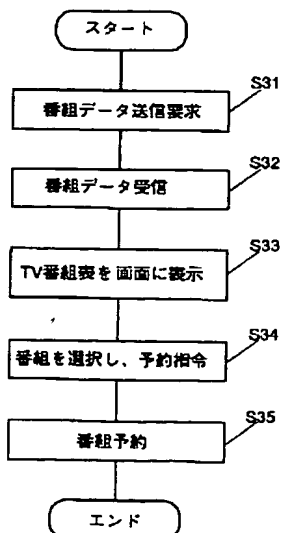 スタート
S31
番組データ送信要求
S32
番組データ受信
S33
TV番組表を画面に表示
S34
番組を選択し、予約指令
S35
番組予約
エンド